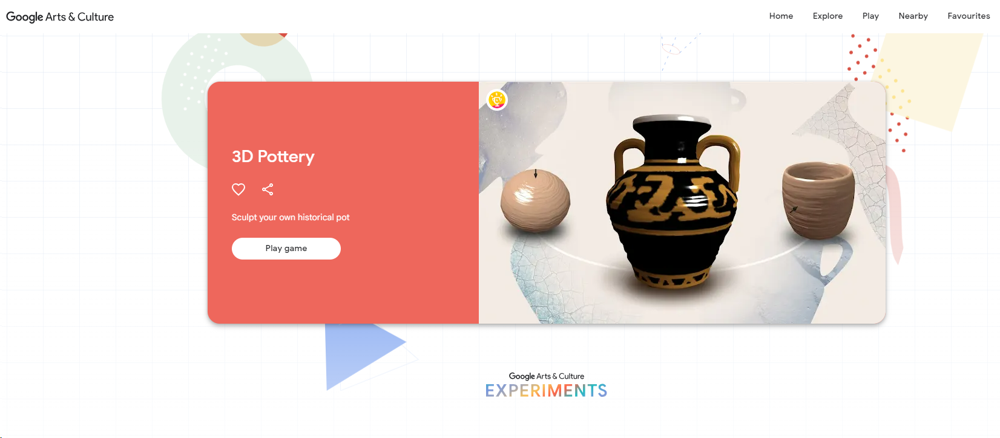 Google Arts & Culture
Home Explore Play Nearby Favourites
3D Pottery
Sculpt your own historical pot
Play game
Google Arts & Culture
EXPERIMENTS